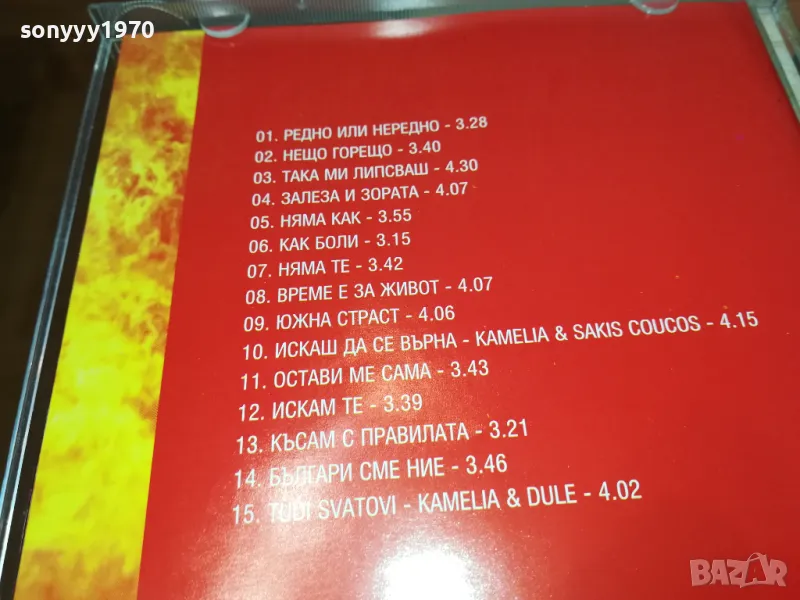 sonyyy1970
01. РЕДНО ИЛИ НЕРЕДНО - 3.28
02. НЕЩО ГОРЕЩО - 3.40
03. ТАКА МИ ЛИПСВАШ - 4.30
04. ЗАЛЕЗА И ЗОРАТА - 4.07
05. НЯМА КАК - 3.55
06. КАК БОЛИ - 3.15
07. НЯМА ТЕ - 3.42
08. ВРЕМЕ Е ЗА ЖИВОТ - 4.07
09. ЮЖНА СТРАСТ - 4.06
10. ИСКАШ ДА СЕ ВЪРНА - KAMELIA & SAKIS COUCOS - 4.15
11. ОСТАВИ МЕ САМА - 3.43
12. ИСКАМ ТЕ - 3.39
13. КЪСАМ С ПРАВИЛАТА - 3.21
14. БЪЛГАРИ СМЕ НИЕ - 3.46
15. TUDI SVATOVI - KAMELIA & DULE - 4.02
BAZAR